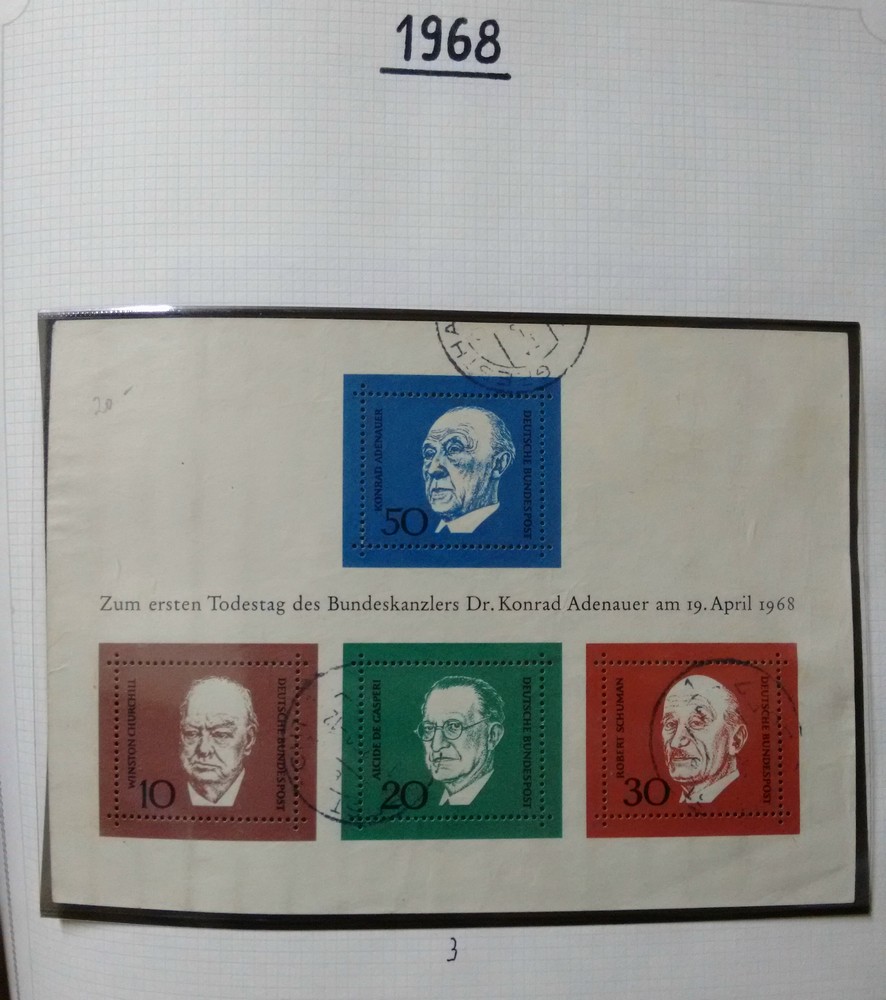 1968
20
KONRAD ADENAUER
50
DEUTSCHE BUNDESPOST
Zum ersten Todestag des Bundeskanzlers Dr. Konrad Adenauer am 19. April 1968
WINSTON CHURCHILL
10
DEUTSCHE BUNDESPOST
ALCIDE DE GASPERI
20
DEUTSCHE BUNDESPOST
ROBERT SCHUMAN
30
DEUTSCHE BUNDESPOST
3